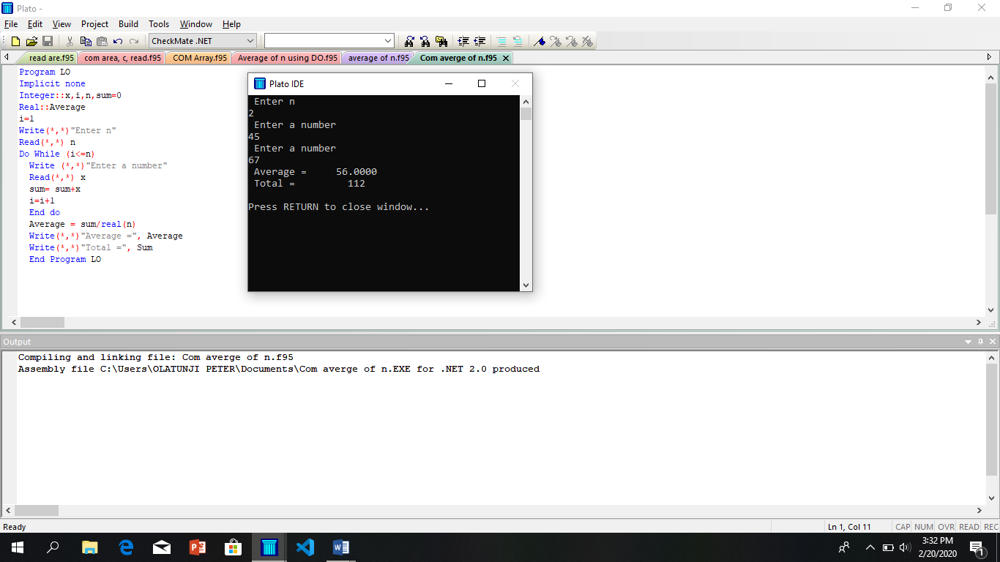 Plato -
File Edit View Project Build Tools Window Help
CheckMate .NET
read are.f95 com area, c, read.f95 COM Array.f95 Average of n using DO.f95 average of n.f95 Com averge of n.f95
Program LO
Implicit none
Integer::x,i,n,sum=0
Real::Average
i=1
Write(*,*)"Enter n"
Read(*,*) n
Do While (i<=n)
Write (*,*)"Enter a number"
Read(*,*) x
sum= sum+x
i=i+1
End do
Average = sum/real(n)
Write(*,*)"Average =", Average
Write(*,*)"Total =", Sum
End Program LO
Plato IDE
Enter n
2
Enter a number
45
Enter a number
67
Average = 56.0000
Total = 112
Press RETURN to close window...
Output
Compiling and linking file: Com averge of n.f95
Assembly file C:\Users\OLATUNJI PETER\Documents\Com averge of n.EXE for .NET 2.0 produced
Ready
Ln 1, Col 11 CAP NUM OVR READ REC
3:32 PM
2/20/2020
1